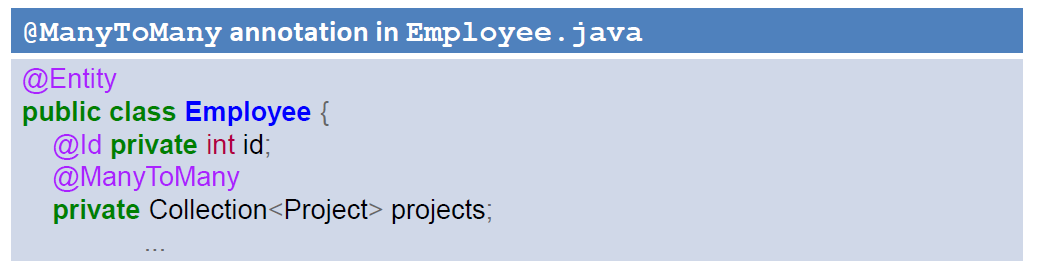 @ManyToMany annotation in Employee.java
@Entity
public class Employee {
@Id private int id;
@ManyToMany
private Collection<Project> projects;
...